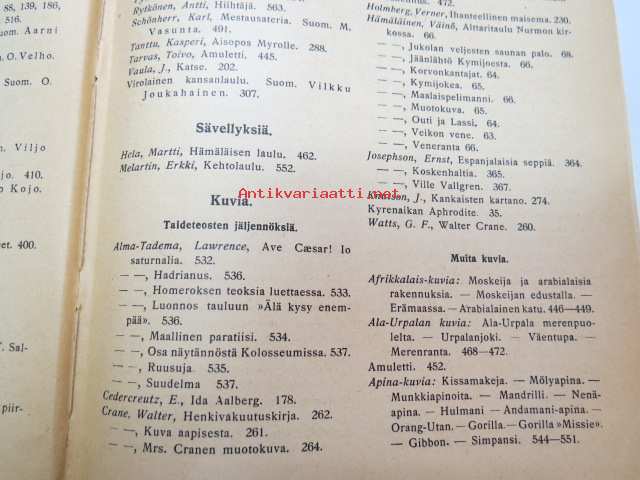 88, 139, 186,
516.
Aarni
O. Velho.
Suom. O.
Viljo
jo. 410.
p Kojo.
et. 400.
T. Sal-
piir-
Rytkönen, Antti, Hiihtäjä.
Schönherr, Karl, Mestausateria. Suom. M.
Vasunta. 491.
Tanttu, Kasperi, Aisopos Myrolle. 288.
Tarvas, Toivo, Amuletti. 445.
Vaula, J., Katse. 202.
Virolainen kansanlaulu. Suom. Vilkku
Joukahainen. 307.
Sävellyksiä.
Hela, Martti, Hämäläisen laulu. 462.
Melartin, Erkki, Kehtolaulu. 552.
Antikvariaatti.net
Kuvia.
Taideteosten jäljennöksiä.
Alma-Tadema, Lawrence, Ave Cæsar! Io
saturnalia. 532.
— —, Hadrianus. 536.
— —, Homeroksen teoksia luettaessa. 533.
— —, Luonnos tauluun »Älä kysy enem-
pää». 536.
— —, Maallinen paratiisi. 534.
— —, Osa näytännöstä Kolosseumissa. 537.
— —, Ruusuja. 535.
— —, Suudelma 537.
Cedercreutz, E., Ida Aalberg. 178.
Crane, Walter, Henkivakuutuskirja. 262.
— —, Kuva aapisesta. 261.
— —, Mrs. Cranen muotokuva. 264.
472.
Holmberg, Verner, Ihanteellinen maisema. 230.
Hämäläinen, Väinö, Alttaritaulu Nurmon kir-
kossa. 66.
— —, Jukolan veljesten saunan palo. 68.
— —, Jäänlähtö Kymijoesta. 68.
— —, Korvonkantajat. 64.
— —, Kymijokea. 65.
— —, Maalaispelimanni. 66.
— —, Muotokuva. 65.
— —, Outi ja Lassi. 64.
— —, Veikon vene. 63.
— —, Veneranta 66.
Josephson, Ernst, Espanjalaisia seppiä. 364.
— —, Koskenhaltia. 365.
— —, Ville Vallgren. 367.
Knutson, J., Kankaisten kartano. 274.
Kyrenaikan Aphrodite. 35.
Watts, G. F., Walter Crane. 260.
Muita kuvia.
Afrikkalais-kuvia: Moskeija ja arabialaisia
rakennuksia. — Moskeijan edustalla. —
Erämaassa. — Arabialainen katu. 446—449.
Ala-Urpalan kuvia: Ala-Urpala merenpuo-
lelta. — Urpalanjoki. — Väentupa. —
Merenranta. 468—472.
Amuletti. 452.
Apina-kuvia: Kissamakeja. — Mölyapina. —
Munkkiapinoita. — Mandrilli. — Nenä-
apina. — Hulmani — Andamani-apina. —
Orang-Utan. — Gorilla. — Gorilla »Missie».
— Gibbon. — Simpansi. 544—551.